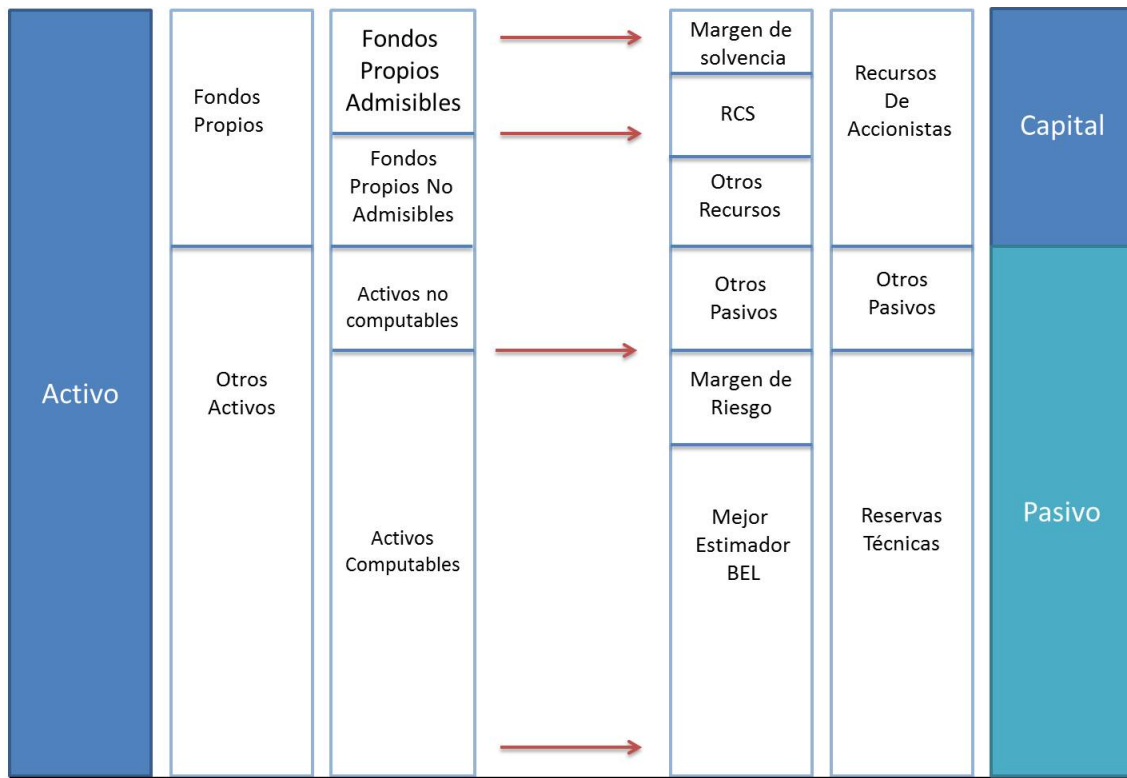 Activo
Fondos
Propios
Otros
Activos
Fondos
Propios
Admisibles
Fondos
Propios No
Admisibles
Activos no
computables
Activos
Computables
Margen de
solvencia
RCS
Otros
Recursos
Otros
Pasivos
Margen de
Riesgo
Mejor
Estimador
BEL
Recursos
De
Accionistas
Otros
Pasivos
Reservas
Técnicas
Capital
Pasivo